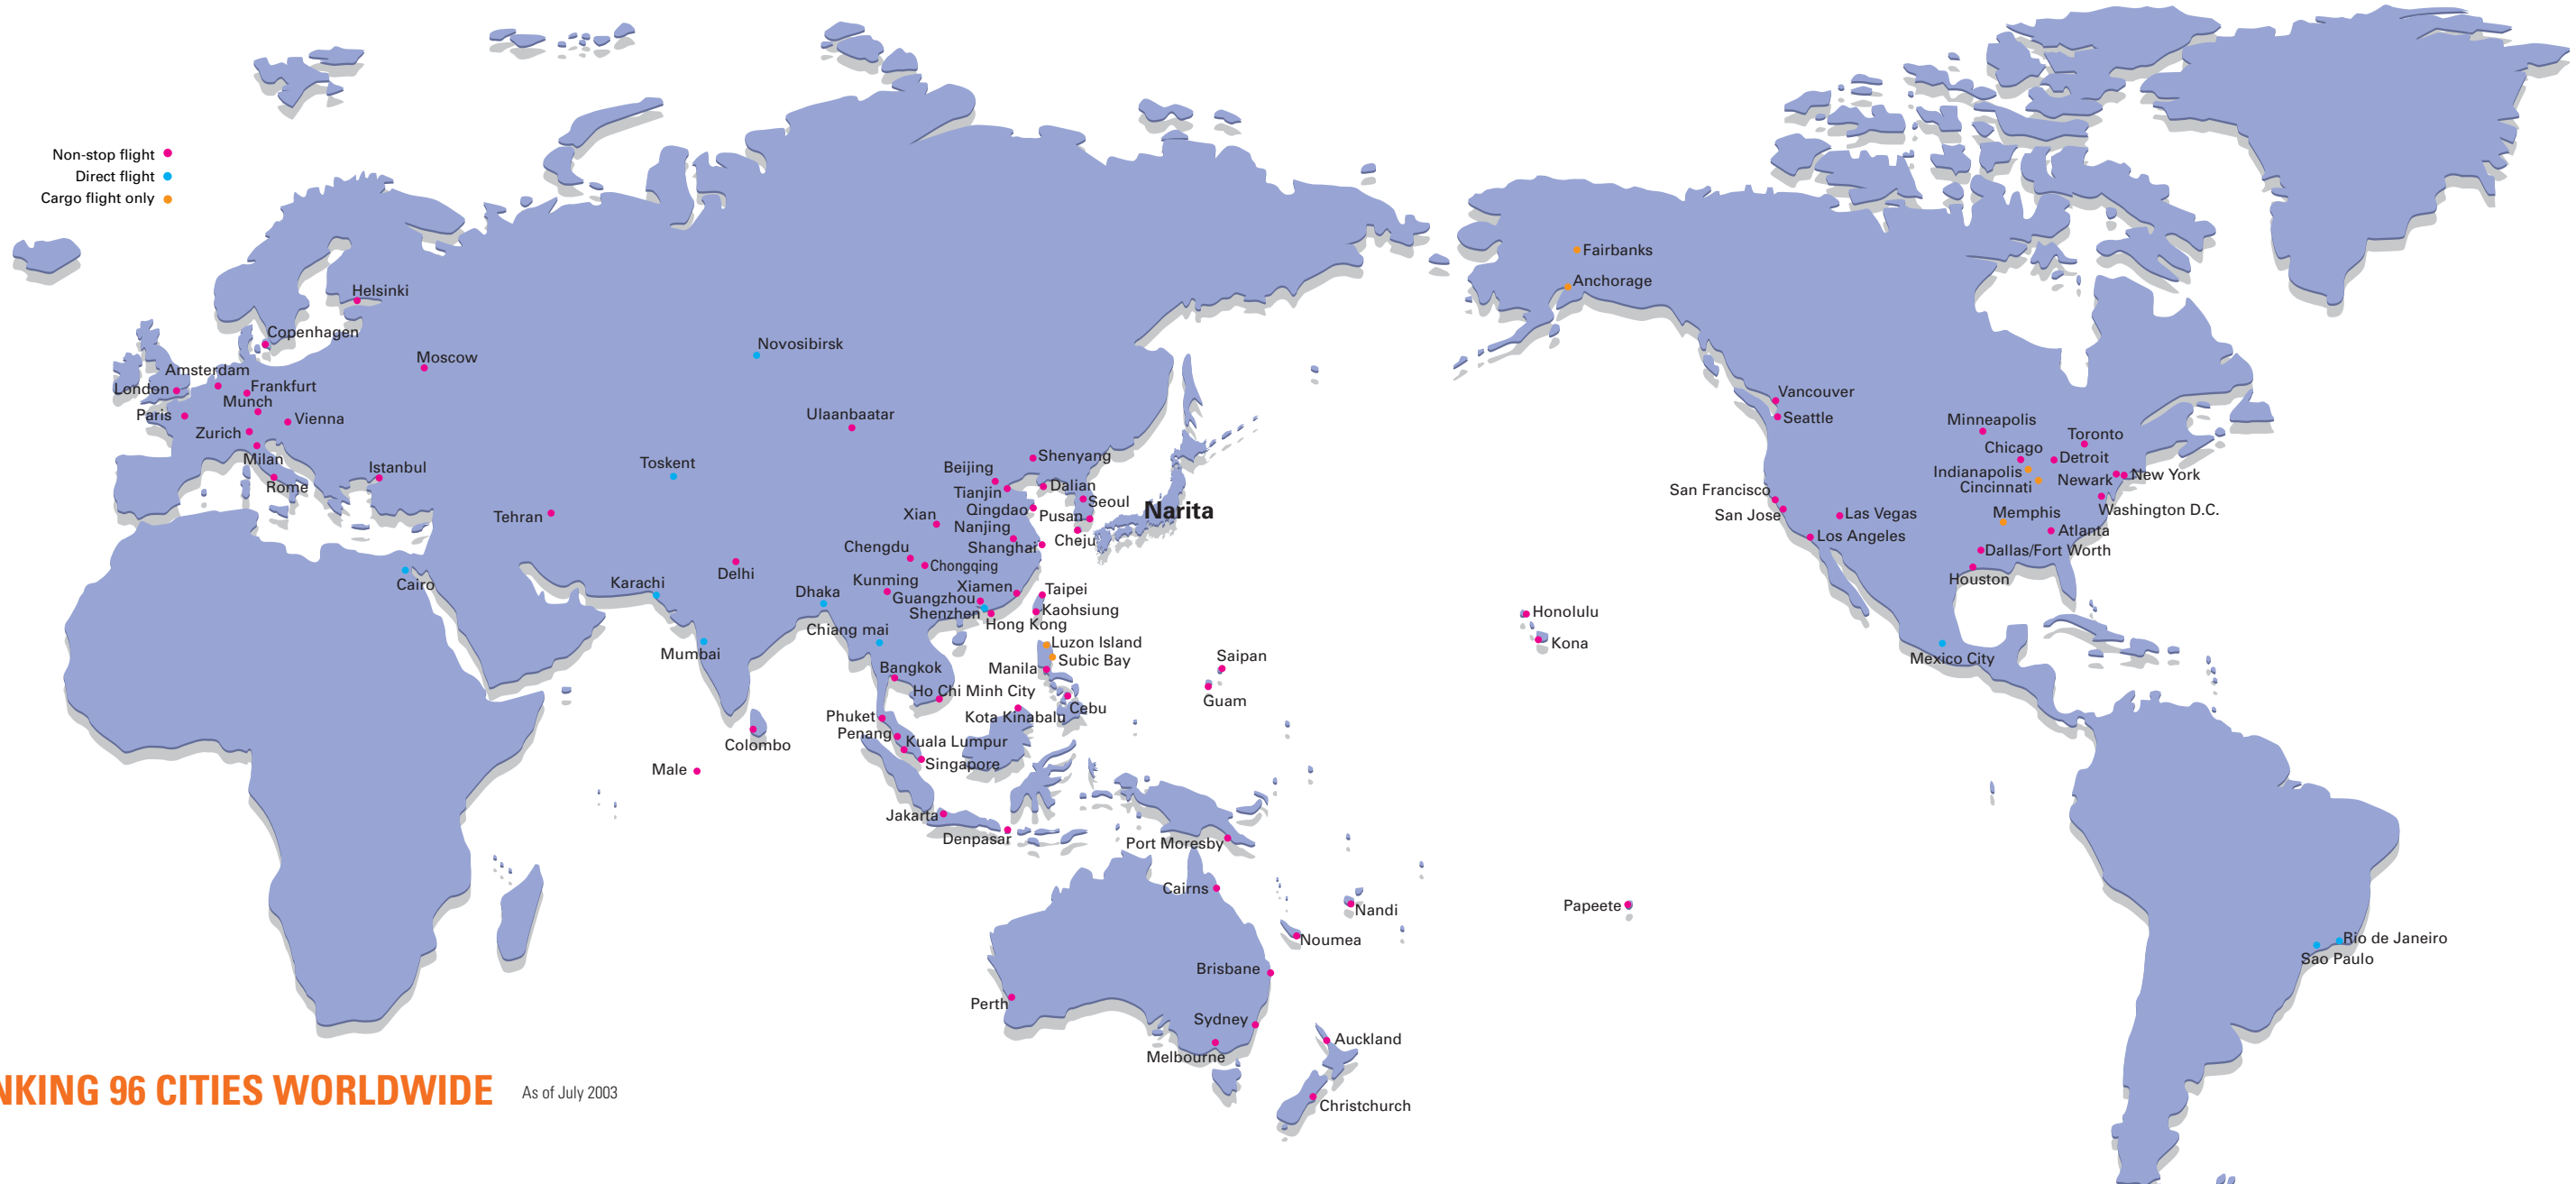 Non-stop flight
Direct flight
Cargo flight only
Helsinki
Copenhagen
Moscow
Amsterdam
London
Frankfurt
Munch
Paris
Vienna
Zurich
Milan
Rome
Istanbul
Novosibirsk
Ulaanbaatar
Toskent
Tehran
Cairo
Karachi
Delhi
Mumbai
Dhaka
Colombo
Male
Shenyang
Beijing
Tianjin
Dalian
Seoul
Qingdao
Pusan
Narita
Xian
Nanjing
Cheju
Shanghai
Chengdu
Chongqing
Kunming
Xiamen
Taipei
Guangzhou
Shenzhen
Kaohsiung
Hong Kong
Chiang mai
Luzon Island
Subic Bay
Manila
Bangkok
Ho Chi Minh City
Cebu
Phuket
Kota Kinabalu
Penang
Kuala Lumpur
Singapore
Jakarta
Denpasar
Saipan
Guam
Port Moresby
Cairns
Nandi
Noumea
Brisbane
Perth
Sydney
Melbourne
Auckland
Christchurch
Papeete
Honolulu
Kona
Fairbanks
Anchorage
Vancouver
Seattle
San Francisco
San Jose
Las Vegas
Los Angeles
Minneapolis
Toronto
Chicago
Detroit
Indianapolis
Cincinnati
Newark
New York
Washington D.C.
Memphis
Atlanta
Dallas/Fort Worth
Houston
Mexico City
Rio de Janeiro
Sao Paulo
NKING 96 CITIES WORLDWIDE
As of July 2003